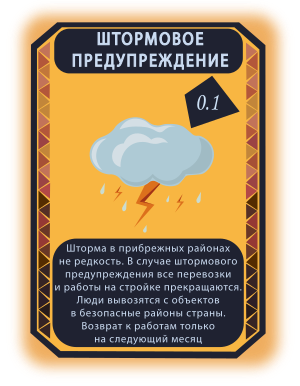 ШТОРМОВОЕ
ПРЕДУПРЕЖДЕНИЕ
0.1
Шторма в прибрежных районах
не редкость. В случае штормового
предупреждения все перевозки
и работы на стройке прекращаются.
Люди вывозятся с объектов
в безопасные районы страны.
Возврат к работам только
на следующий месяц